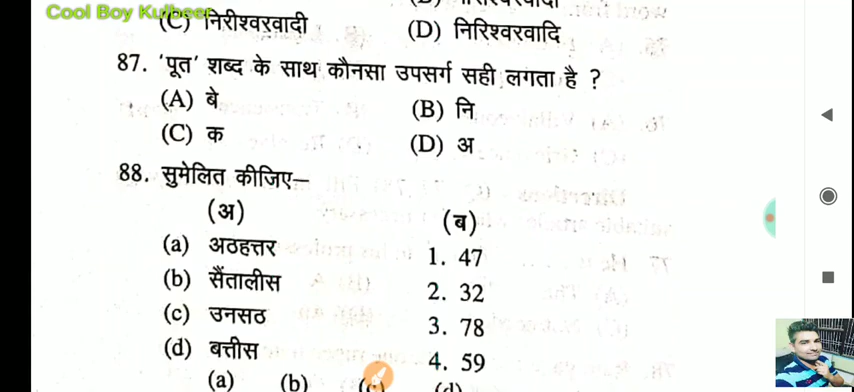 Cool Boy Kulbeer
(C) निरीश्वरवादी
(D) निरिश्वरवादि
87. 'पूत' शब्द के साथ कौनसा उपसर्ग सही लगता है ?
(A) बे
(B) नि
(C) क
(D) अ
88. सुमेलित कीजिए–
(अ)
(ब)
(a) अठहत्तर
1. 47
(b) सैंतालीस
2. 32
(c) उनसठ
3. 78
(d) बत्तीस
4. 59
(a) (b) (c) (d)